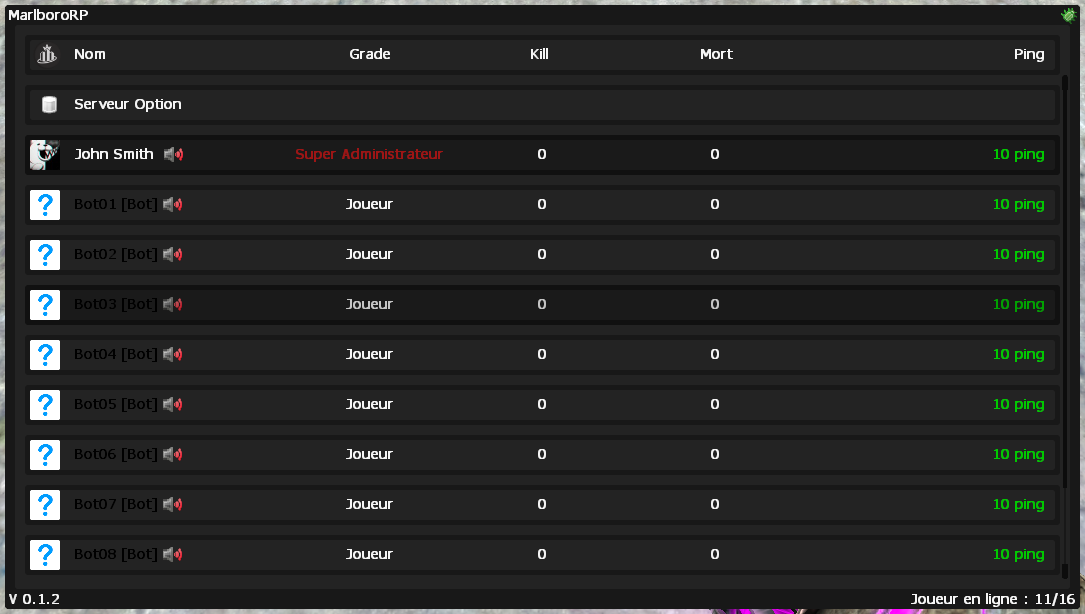 MarlboroRP
Nom Grade Kill Mort Ping
Serveur Option
John Smith Super Administrateur 0 0 10 ping
? Bot01 [Bot] Joueur 0 0 10 ping
? Bot02 [Bot] Joueur 0 0 10 ping
? Bot03 [Bot] Joueur 0 0 10 ping
? Bot04 [Bot] Joueur 0 0 10 ping
? Bot05 [Bot] Joueur 0 0 10 ping
? Bot06 [Bot] Joueur 0 0 10 ping
? Bot07 [Bot] Joueur 0 0 10 ping
? Bot08 [Bot] Joueur 0 0 10 ping
V 0.1.2 Joueur en ligne : 11/16